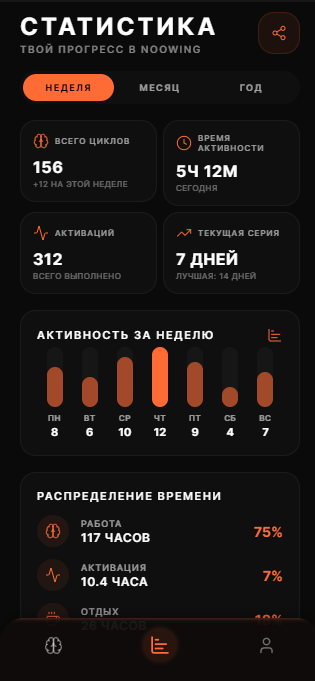 СТАТИСТИКА
ТВОЙ ПРОГРЕСС В NOOWING
НЕДЕЛЯ МЕСЯЦ ГОД
ВСЕГО ЦИКЛОВ
156
+12 НА ЭТОЙ НЕДЕЛЕ
ВРЕМЯ
АКТИВНОСТИ
5Ч 12М
СЕГОДНЯ
АКТИВАЦИЙ
312
ВСЕГО ВЫПОЛНЕНО
ТЕКУЩАЯ СЕРИЯ
7 ДНЕЙ
ЛУЧШАЯ: 14 ДНЕЙ
АКТИВНОСТЬ ЗА НЕДЕЛЮ
ПН ВТ СР ЧТ ПТ СБ ВС
8 6 10 12 9 4 7
РАСПРЕДЕЛЕНИЕ ВРЕМЕНИ
РАБОТА
117 ЧАСОВ
75%
АКТИВАЦИЯ
10.4 ЧАСА
7%
ОТДЫХ
26 ЧАСОВ